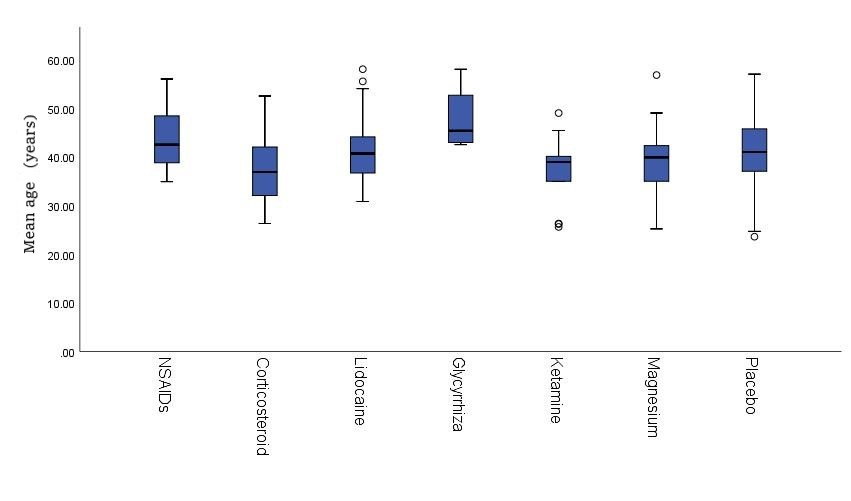 Mean age (years)
60.00
50.00
40.00
30.00
20.00
10.00
.00
NSAIDs
Corticosteroid
Lidocaine
Glycyrrhiza
Ketamine
Magnesium
Placebo